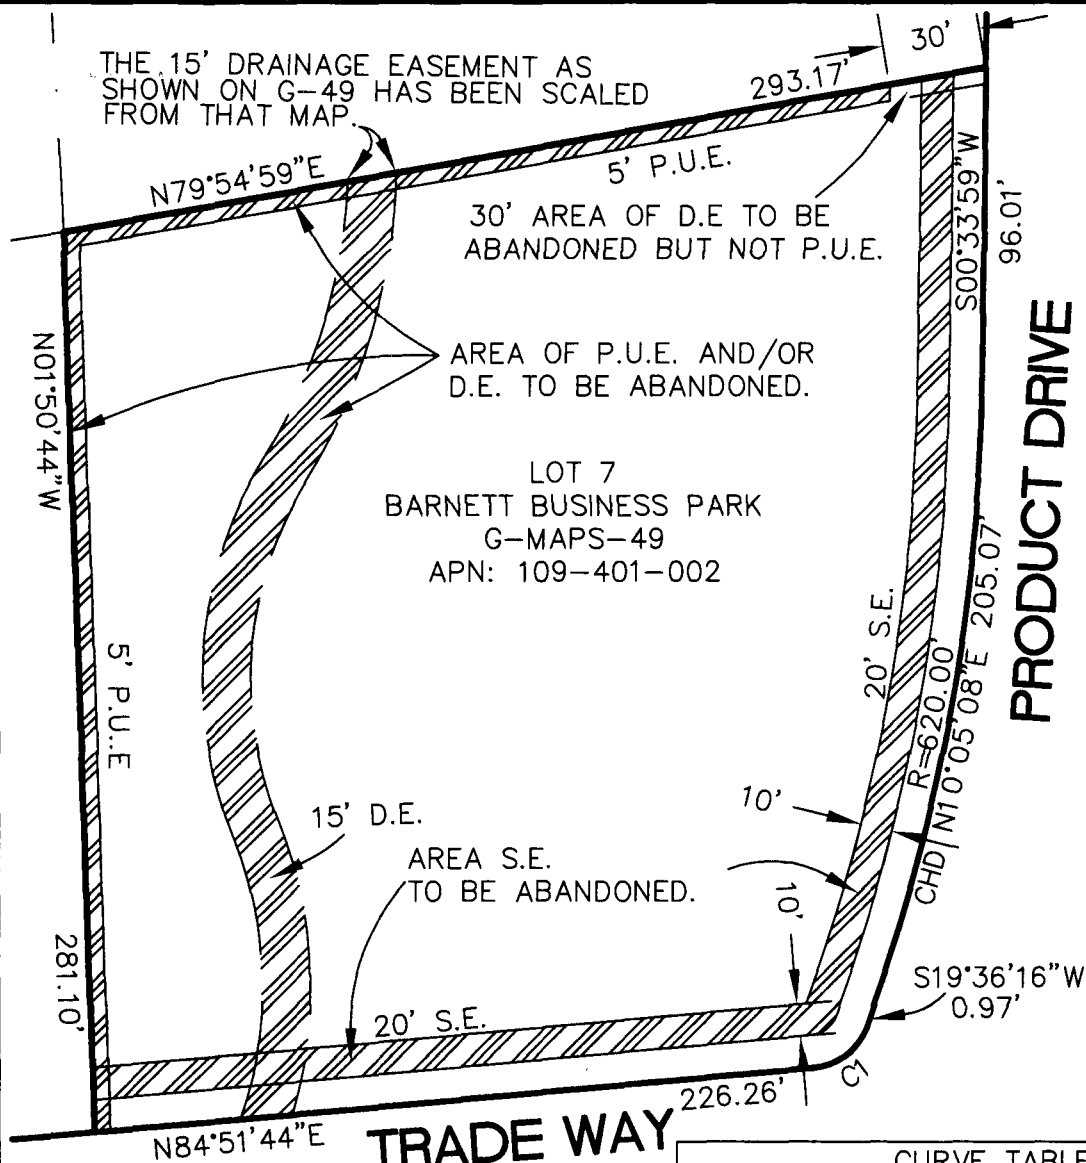 30'
THE 15' DRAINAGE EASEMENT AS
SHOWN ON G-49 HAS BEEN SCALED
FROM THAT MAP.
293.17'
N79°54'59"E
5' P.U.E.
S00°33'59"W
96.01'
30' AREA OF D.E TO BE
ABANDONED BUT NOT P.U.E.
AREA OF P.U.E. AND/OR
D.E. TO BE ABANDONED.
N01°50'44"W
PRODUCT DRIVE
LOT 7
BARNETT BUSINESS PARK
G-MAPS-49
APN: 109-401-002
5' P.U..E
20' S.E.
R=620.00'
CHD N10°05'08"E 205.07'
10'
15' D.E.
AREA S.E.
TO BE ABANDONED.
10'
281.10'
S19°36'16"W
0.97'
20' S.E.
C1
226.26'
N84°51'44"E
TRADE WAY
CURVE TABLE